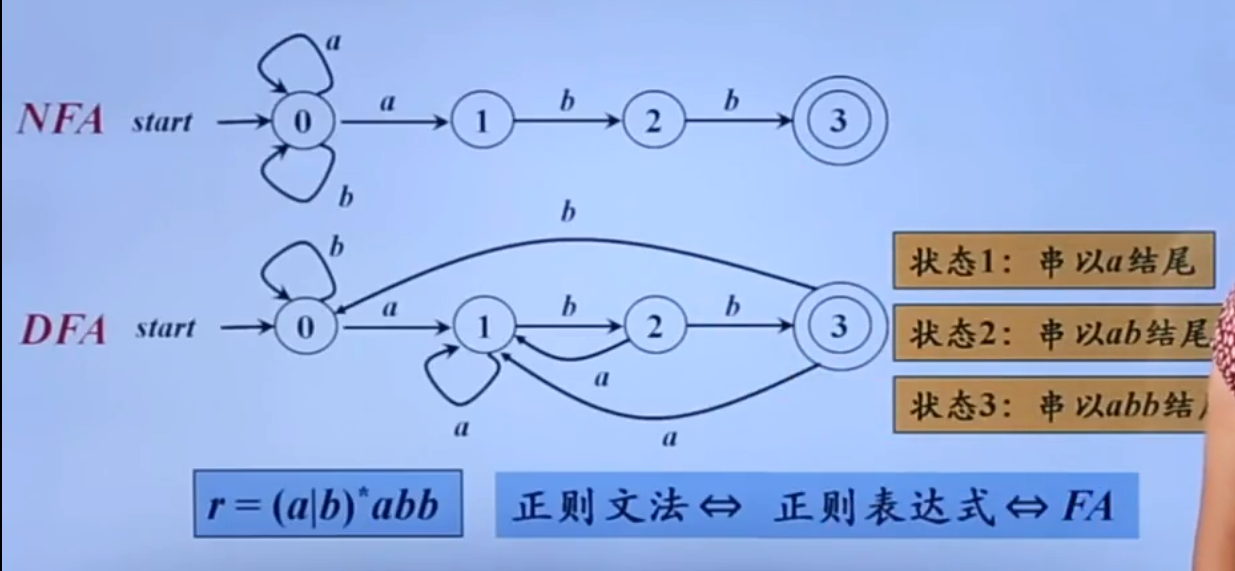 a
NFA start 0 a 1 b 2 b 3
b
b
b
DFA start 0 a 1 b 2 b 3
a
a
a
状态1：串以a结尾
状态2：串以ab结尾
状态3：串以abb结
r = (a|b)*abb
正则文法⇔ 正则表达式⇔ FA